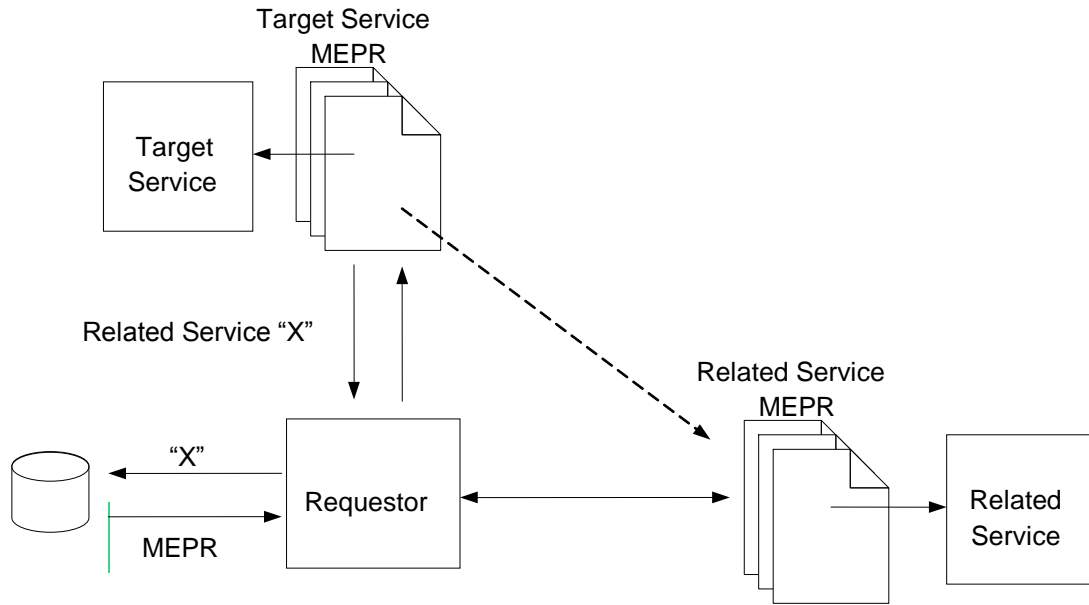 Target Service
MEPR
Target
Service
Related Service “X”
Related Service
MEPR
“X”
Requestor
Related
Service
MEPR